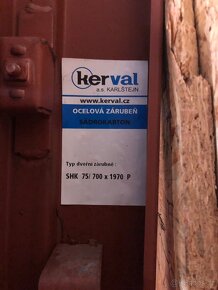 kerval
a.s. KARLŠTEJN
www.kerval.cz
OCELOVÁ ZÁRUBEŇ
SÁDROKARTON
Typ dveřní zárubně :
SHK 75/ 700 x 1970 P